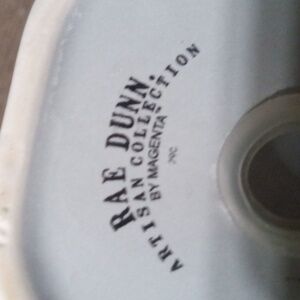 RAE DUNN.
ARTISAN COLLECTION
BY MAGENTA